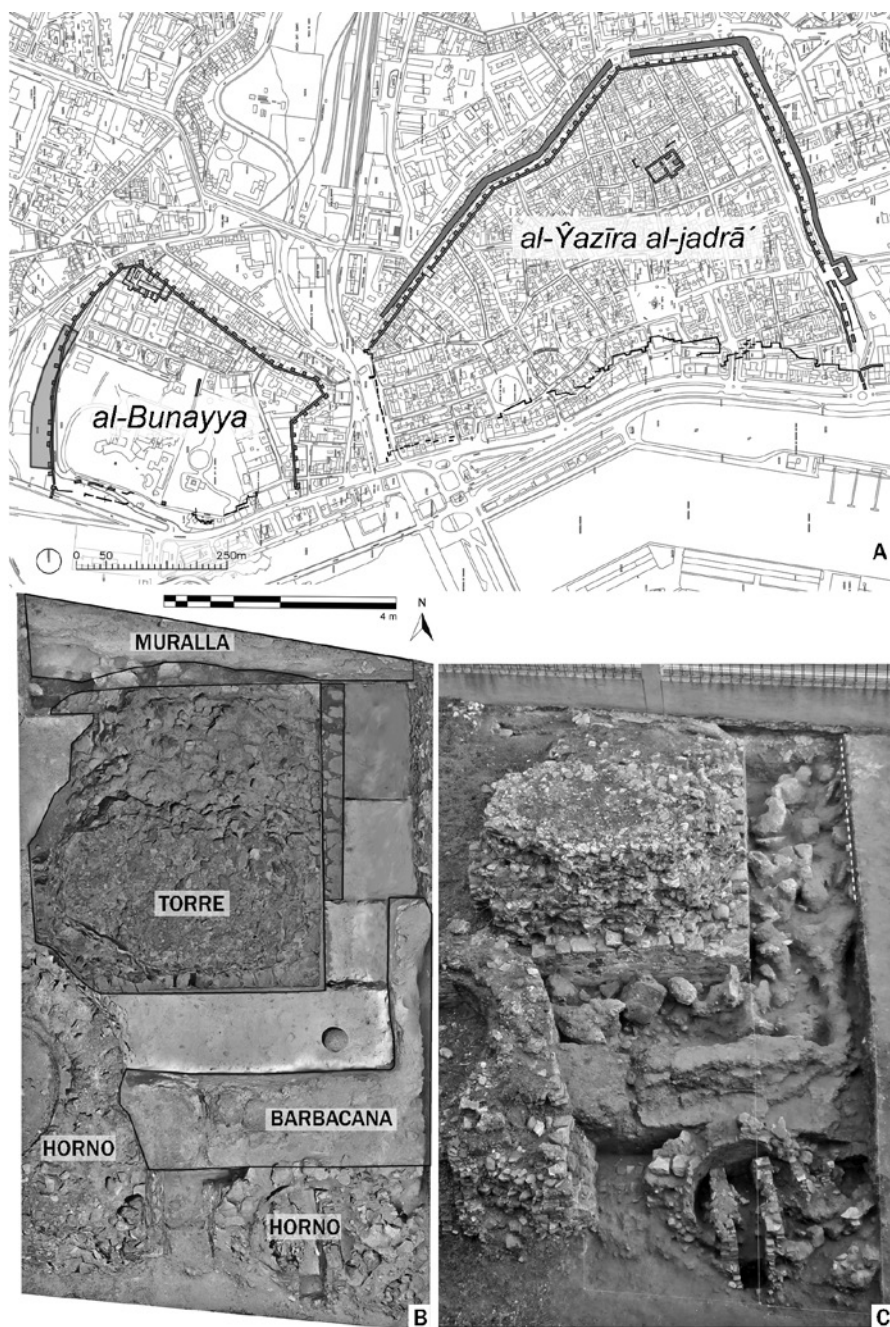 al-Ŷazīra al-jadrā´
al-Bunayya
0 50 250m
A
4 m
N
MURALLA
TORRE
BARBACANA
HORNO
HORNO
B
C